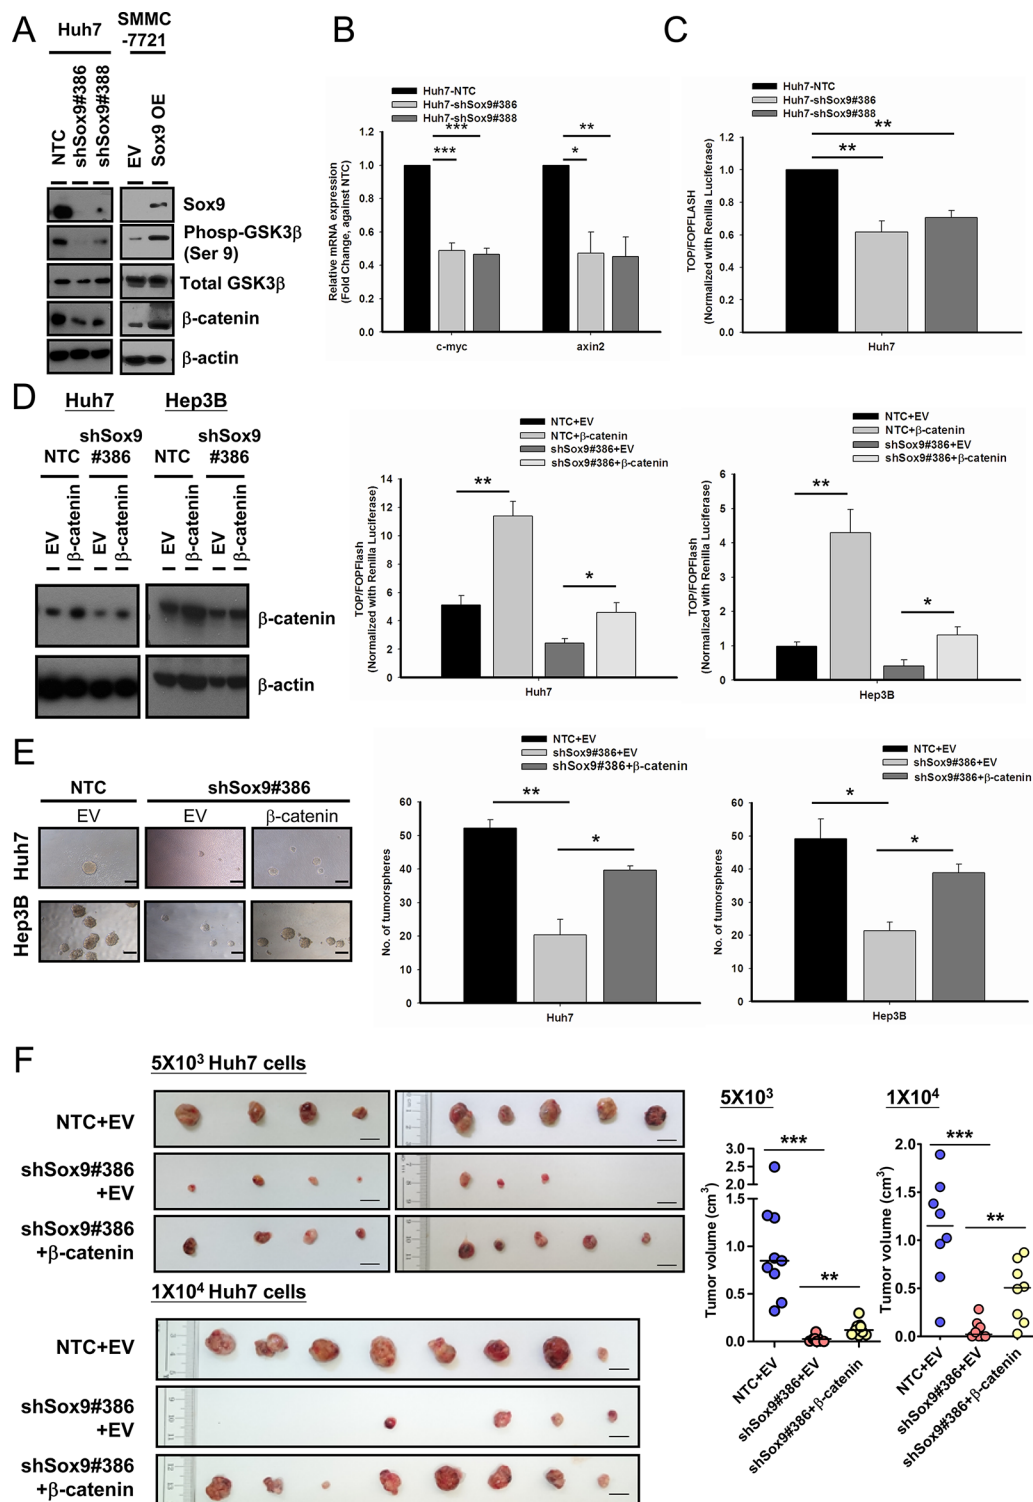 A
Huh7
SMMC
-7721
NTC
shSox9#386
shSox9#388
EV
Sox9 OE
Sox9
Phosp-GSK3β
(Ser 9)
Total GSK3β
β-catenin
β-actin
B
Huh7-NTC
Huh7-shSox9#386
Huh7-shSox9#388
Relative mRNA expression
(Fold Change, against NTC)
1.2
1.0
0.8
0.6
0.4
0.2
0.0
***
***
**
*
c-myc
axin2
C
Huh7-NTC
Huh7-shSox9#386
Huh7-shSox9#388
TOP/FOPFLASH
(Normalized with Renilla Luciferase)
1.2
1.0
0.8
0.6
0.4
0.2
0.0
**
**
Huh7
D
Huh7
Hep3B
NTC
shSox9
#386
NTC
shSox9
#386
EV
β-catenin
EV
β-catenin
EV
β-catenin
EV
β-catenin
β-catenin
β-actin
NTC+EV
NTC+β-catenin
shSox9#386+EV
shSox9#386+β-catenin
TOP/FOPFlash
(Normalized with Renilla Luciferase)
14
12
10
8
6
4
2
0
**
*
Huh7
NTC+EV
NTC+β-catenin
shSox9#386+EV
shSox9#386+β-catenin
TOP/FOPFlash
(Normalized with Renilla Luciferase)
6
5
4
3
2
1
0
**
*
Hep3B
E
NTC
shSox9#386
EV
EV
β-catenin
Huh7
Hep3B
NTC+EV
shSox9#386+EV
shSox9#386+β-catenin
No. of tumorspheres
60
50
40
30
20
10
0
**
*
Huh7
NTC+EV
shSox9#386+EV
shSox9#386+β-catenin
No. of tumorspheres
60
50
40
30
20
10
0
*
*
Hep3B
F
5X10³ Huh7 cells
NTC+EV
shSox9#386
+EV
shSox9#386
+β-catenin
1X10⁴ Huh7 cells
NTC+EV
shSox9#386
+EV
shSox9#386
+β-catenin
5X10³
Tumor volume (cm³)
3.0
2.5
2.0
1.5
1.0
0.5
0.0
***
**
NTC+EV
shSox9#386+EV
shSox9#386+β-catenin
1X10⁴
Tumor volume (cm³)
2.0
1.5
1.0
0.5
0.0
***
**
NTC+EV
shSox9#386+EV
shSox9#386+β-catenin